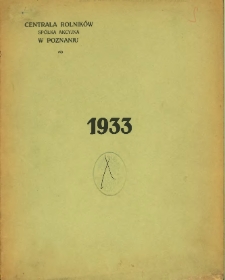 CENTRALA ROLNIKÓW
SPÓŁKA AKCYJNA
W POZNANIU
1933